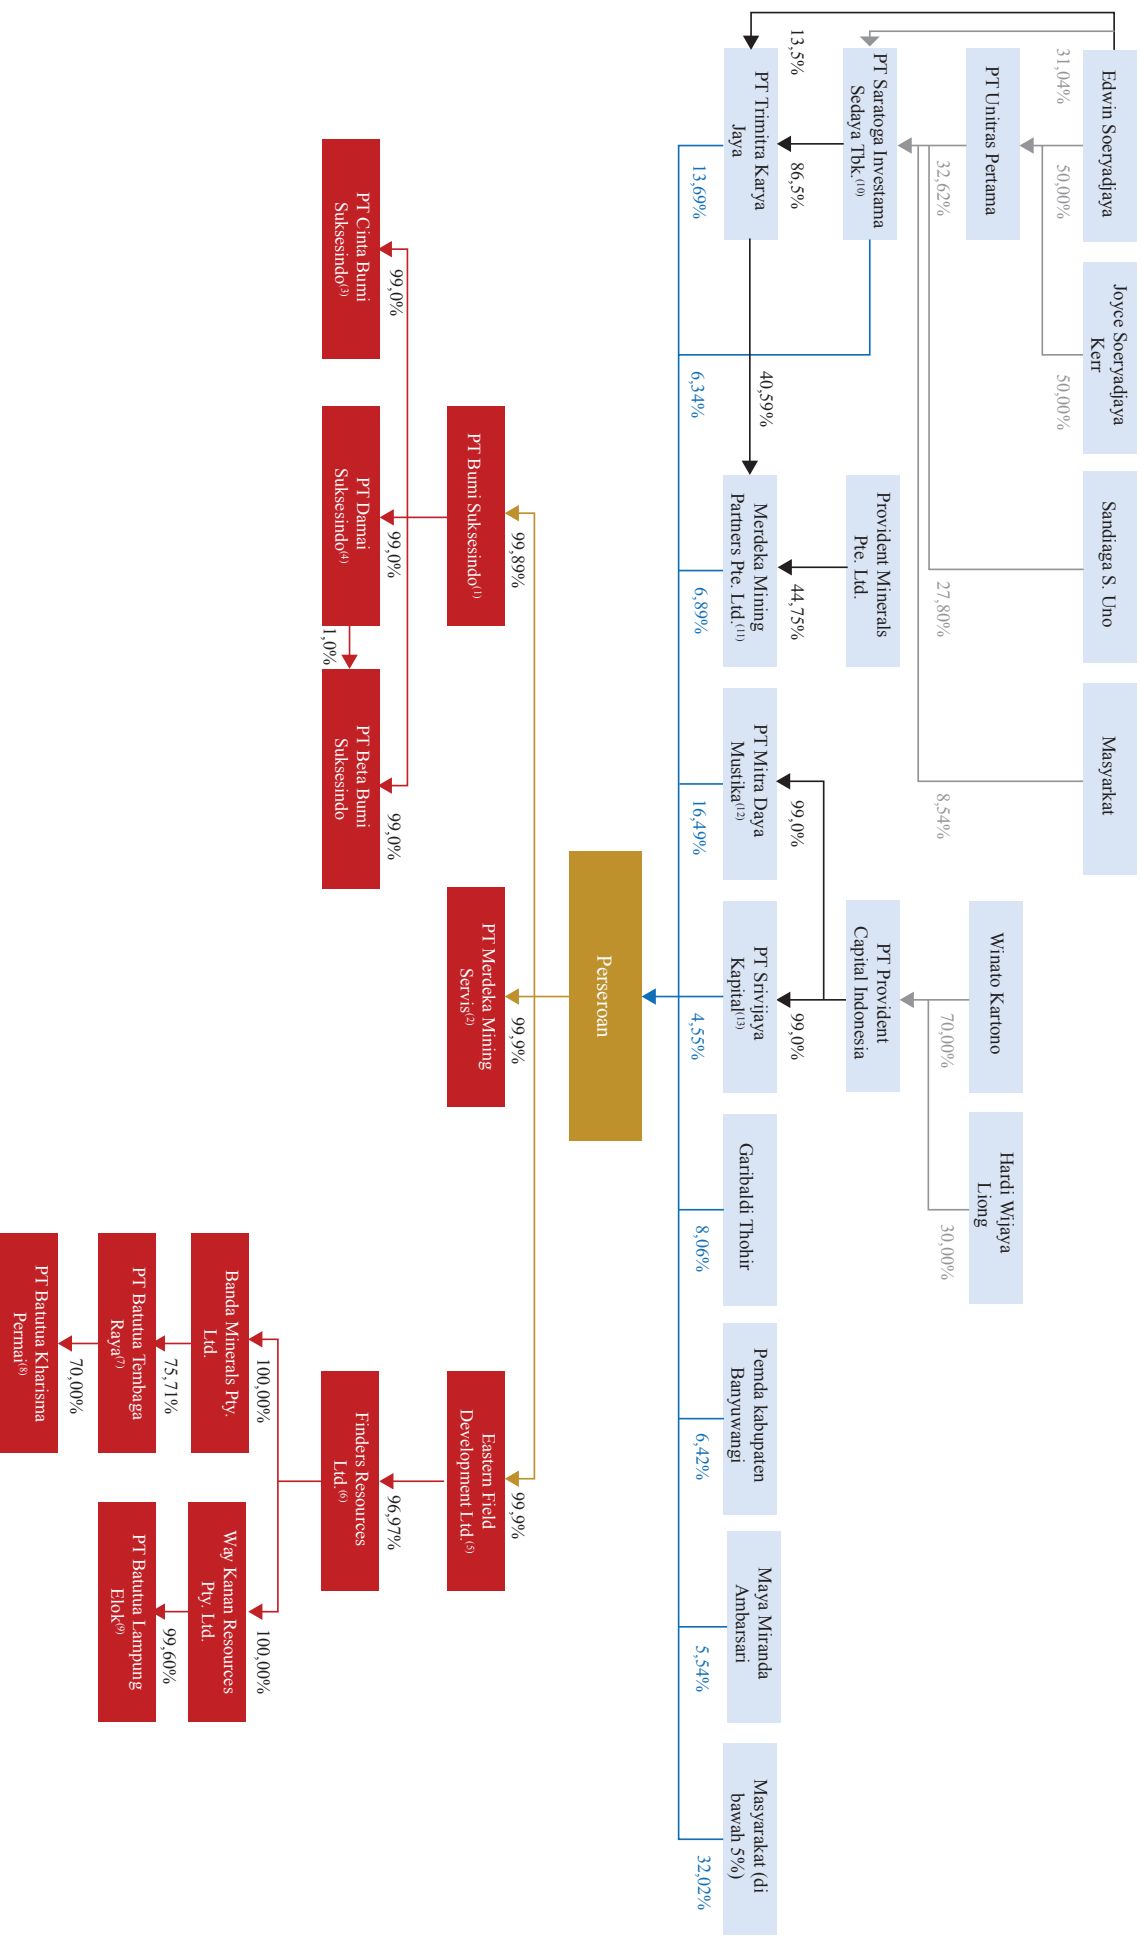 Edwin Soeryadjaya
Joyce Soeryadjaya
Kerr
Sandiaga S. Uno
Masyarkat
31,04%
50,00%
50,00%
PT Unitras Pertama
Winato Kartono
Hardi Wijaya
Liong
32,62%
27,80%
8,54%
70,00%
30,00%
PT Saratoga Investama
Sedaya Tbk.(10)
Provident Minerals
Pte. Ltd.
PT Provident
Capital Indonesia
13,5%
86,5%
44,75%
99,0%
99,0%
40,59%
PT Trimitra Karya
Jaya
Merdeka Mining
Partners Pte. Ltd.(11)
PT Mitra Daya
Mustika(12)
PT Srivijaya
Kapital(13)
Garibaldi Thohir
Pemda kabupaten
Banyuwangi
Maya Miranda
Ambarsari
Masyarakat (di
bawah 5%)
13,69%
6,34%
6,89%
16,49%
4,55%
8,06%
6,42%
5,54%
32,02%
Perseroan
99,89%
99,9%
99,9%
PT Bumi Suksesindo(1)
PT Merdeka Mining
Servis(2)
Eastern Field
Development Ltd.(5)
99,0%
99,0%
99,0%
96,97%
PT Cinta Bumi
Suksesindo(3)
PT Damai
Suksesindo(4)
1,0%
PT Beta Bumi
Suksesindo
Finders Resources
Ltd.(6)
100,00%
100,00%
Banda Minerals Pty.
Ltd.
Way Kanan Resources
Pty. Ltd.
75,71%
99,60%
PT Batutua Tembaga
Raya(7)
PT Batutua Lampung
Elok(9)
70,00%
PT Batutua Kharisma
Permai(8)